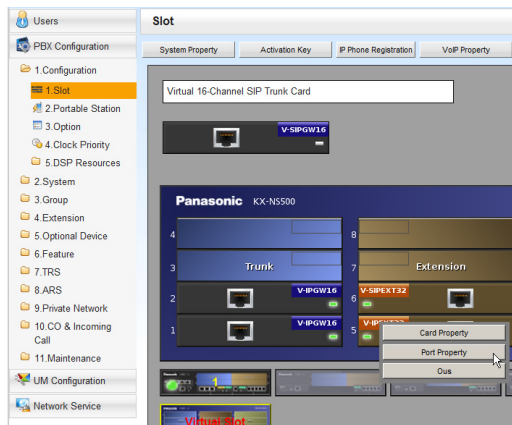 Users
PBX Configuration
1.Configuration
1.Slot
2.Portable Station
3.Option
4.Clock Priority
5.DSP Resources
2.System
3.Group
4.Extension
5.Optional Device
6.Feature
7.TRS
8.ARS
9.Private Network
10.CO & Incoming
Call
11.Maintenance
UM Configuration
Network Service
Slot
System Property Activation Key IP Phone Registration VoIP Property
Virtual 16-Channel SIP Trunk Card
V-SIPGW16
Panasonic KX-NS500
4 8
3 Trunk 7 Extension
2 V-IPGW16 6 V-SIPEXT32
1 V-IPGW16 5
Card Property
Port Property
Ous
1
Virtual Slot